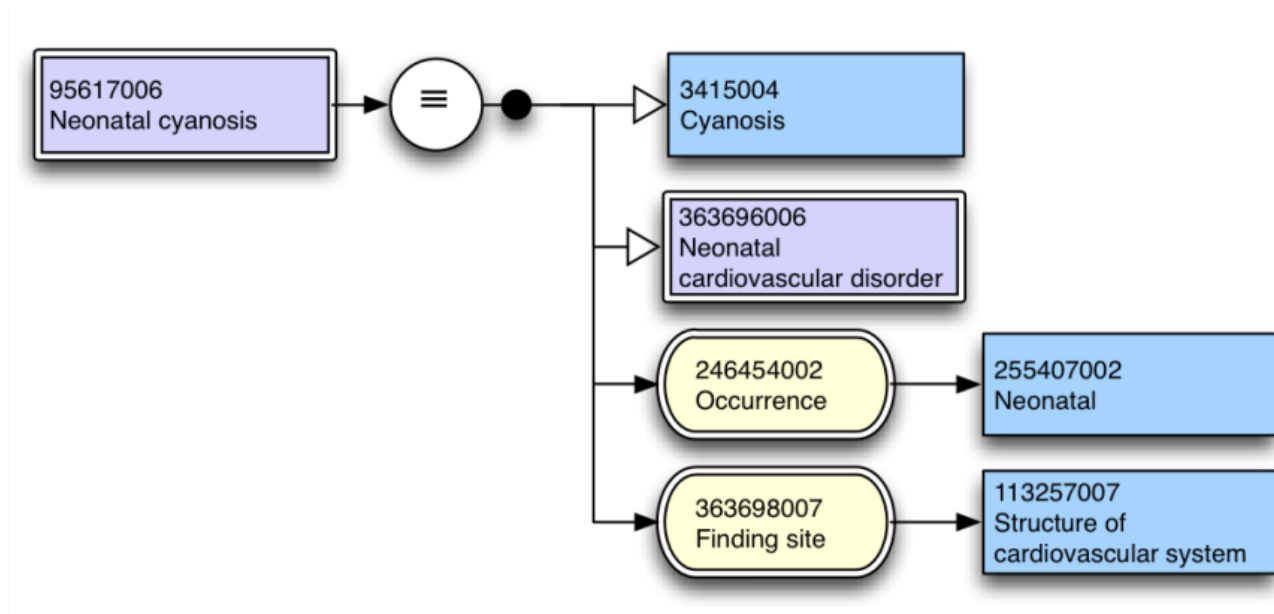 95617006
Neonatal cyanosis
≡
3415004
Cyanosis
363696006
Neonatal
cardiovascular disorder
246454002
Occurrence
255407002
Neonatal
363698007
Finding site
113257007
Structure of
cardiovascular system